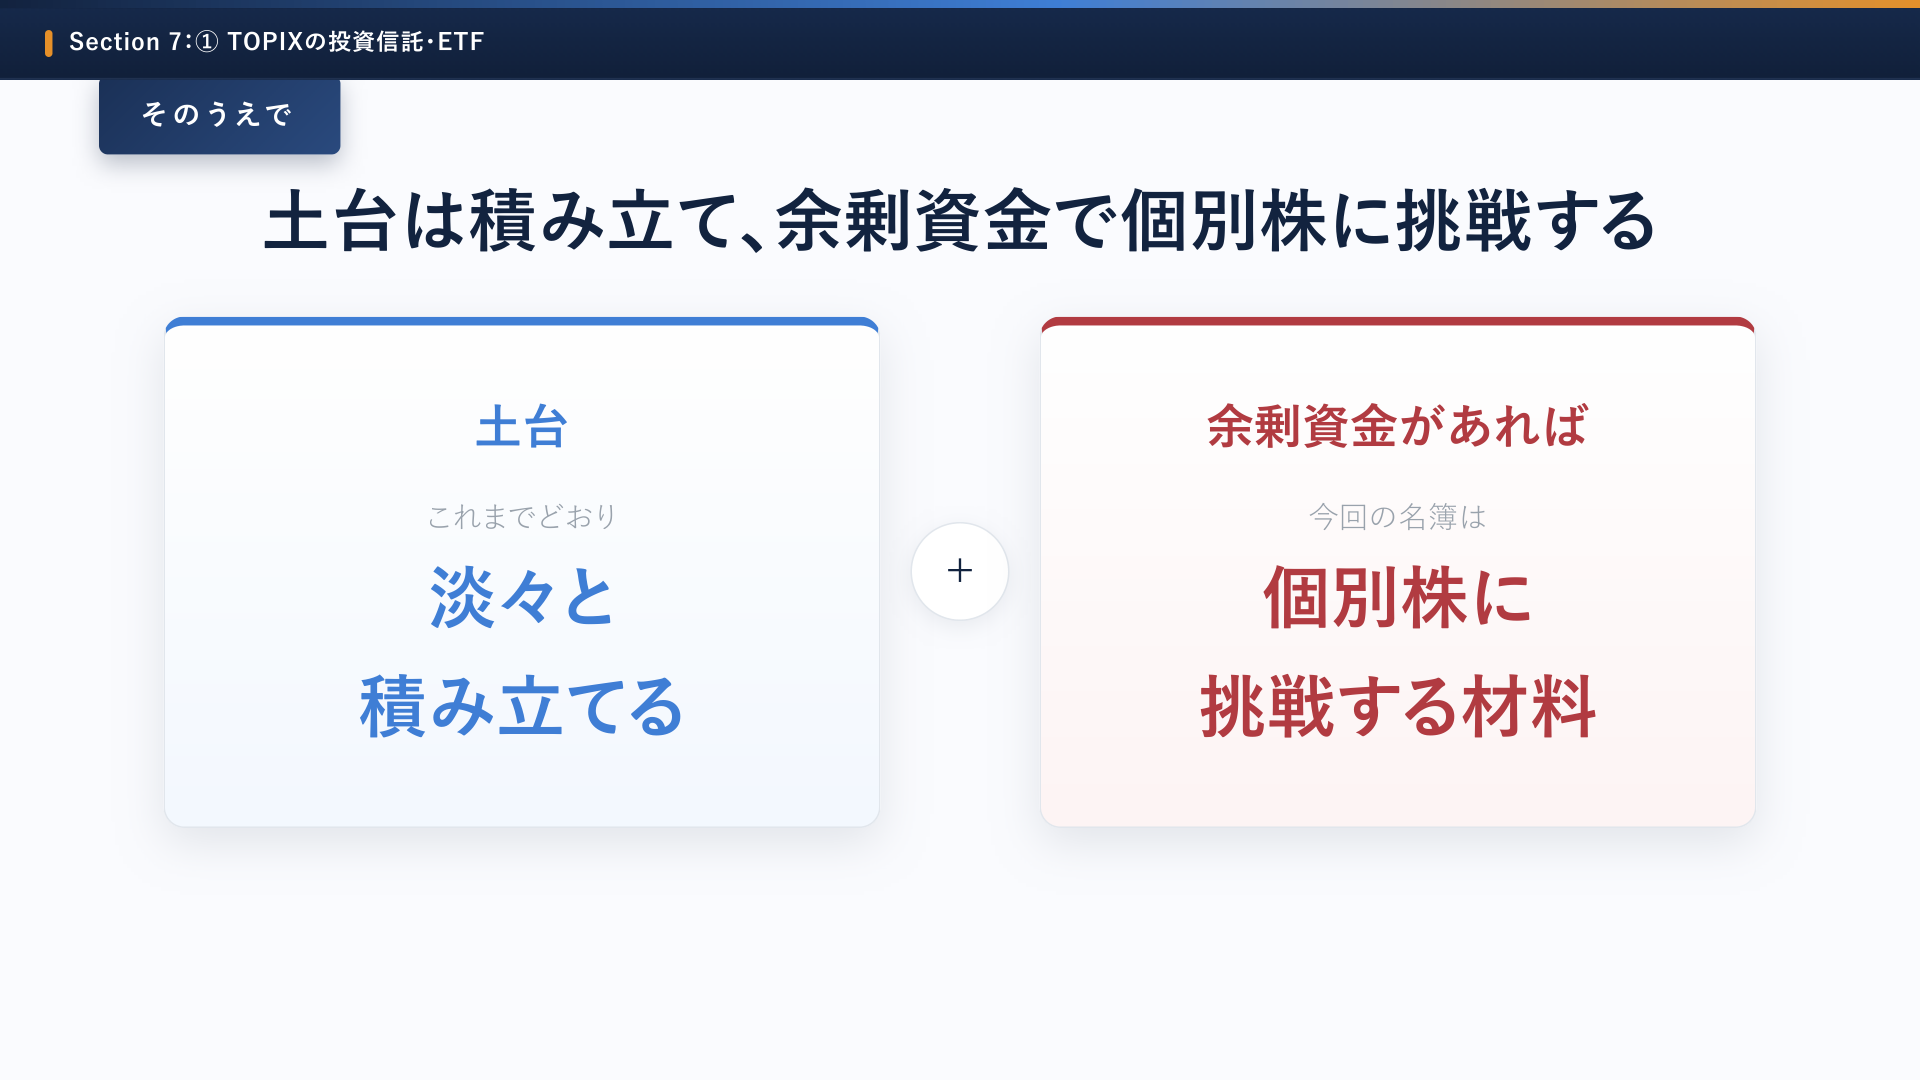 Section 7：① TOPIXの投資信託・ETF
そのうえで
土台は積み立て、余剰資金で個別株に挑戦する
土台
これまでどおり
淡々と
積み立てる
+
余剰資金があれば
今回の名簿は
個別株に
挑戦する材料